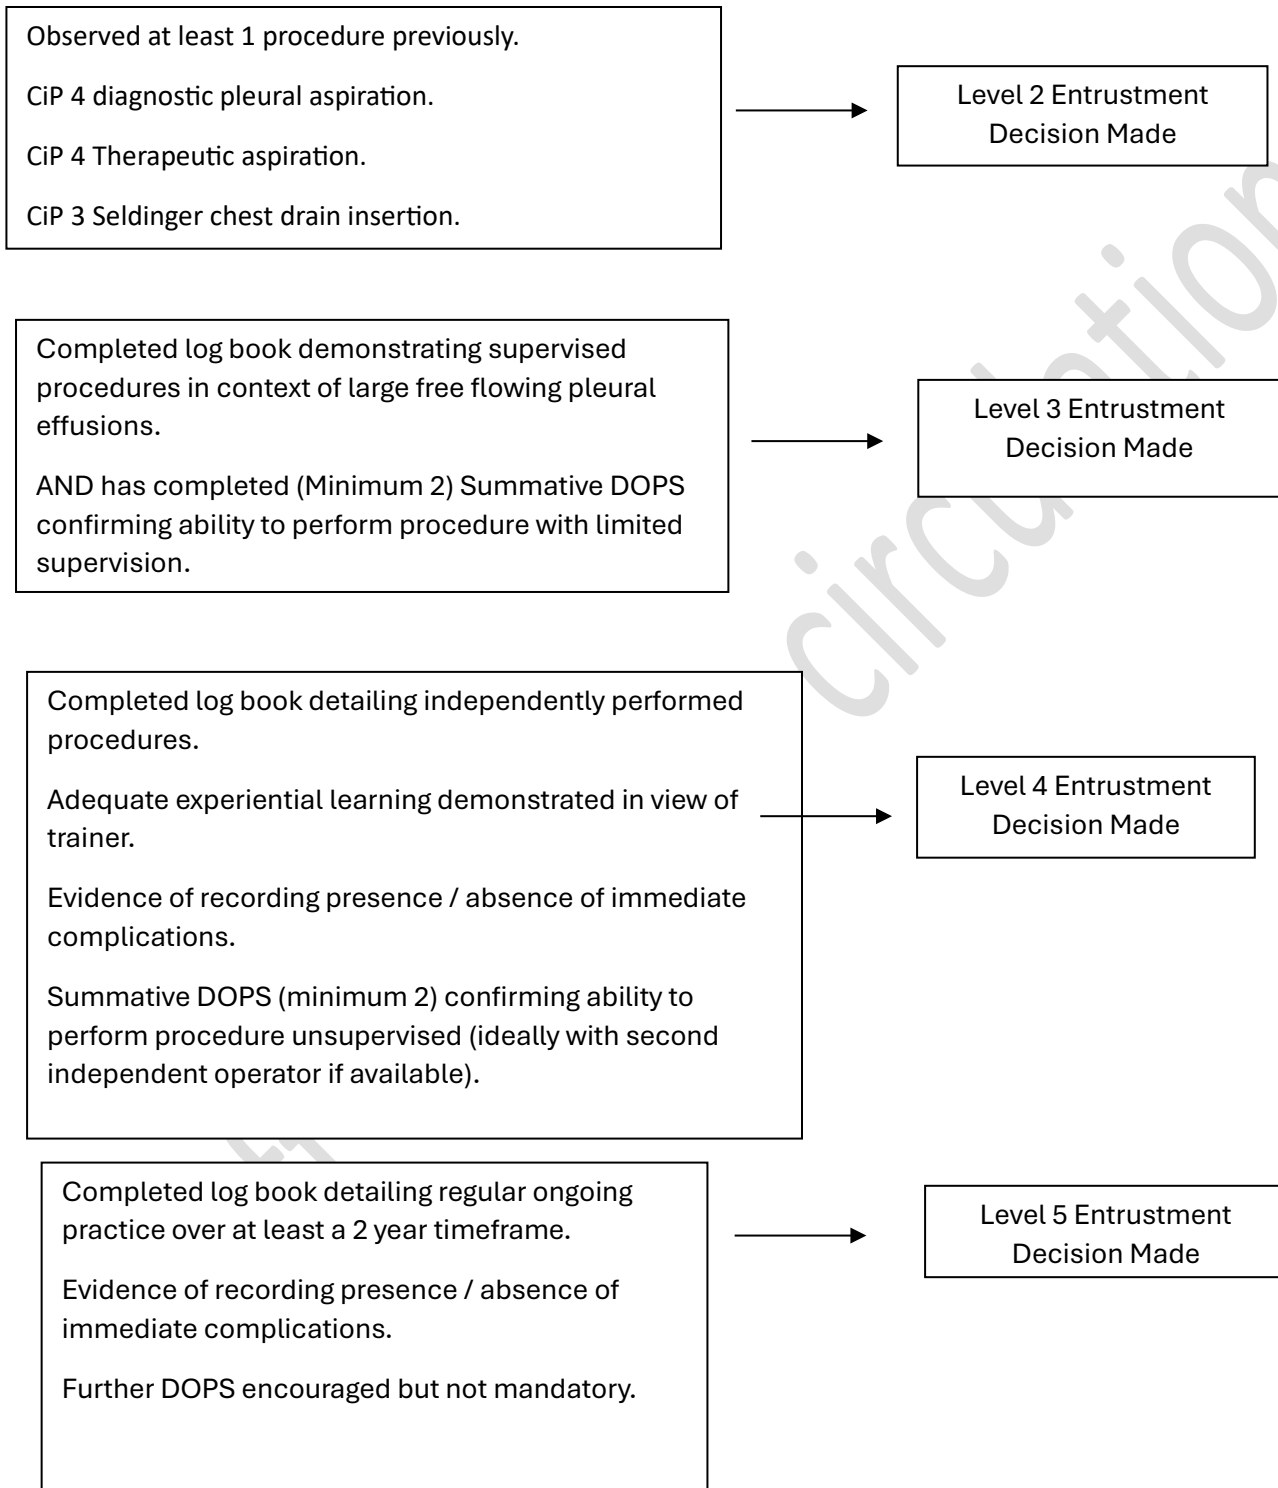 Observed at least 1 procedure previously.
CiP 4 diagnostic pleural aspiration.
CiP 4 Therapeutic aspiration.
CiP 3 Seldinger chest drain insertion.
Level 2 Entrustment
Decision Made
Completed log book demonstrating supervised
procedures in context of large free flowing pleural
effusions.
AND has completed (Minimum 2) Summative DOPS
confirming ability to perform procedure with limited
supervision.
Level 3 Entrustment
Decision Made
circulation
Completed log book detailing independently performed
procedures.
Adequate experiential learning demonstrated in view of
trainer.
Evidence of recording presence / absence of immediate
complications.
Summative DOPS (minimum 2) confirming ability to
perform procedure unsupervised (ideally with second
independent operator if available).
Level 4 Entrustment
Decision Made
Completed log book detailing regular ongoing
practice over at least a 2 year timeframe.
Evidence of recording presence / absence of
immediate complications.
Further DOPS encouraged but not mandatory.
Level 5 Entrustment
Decision Made